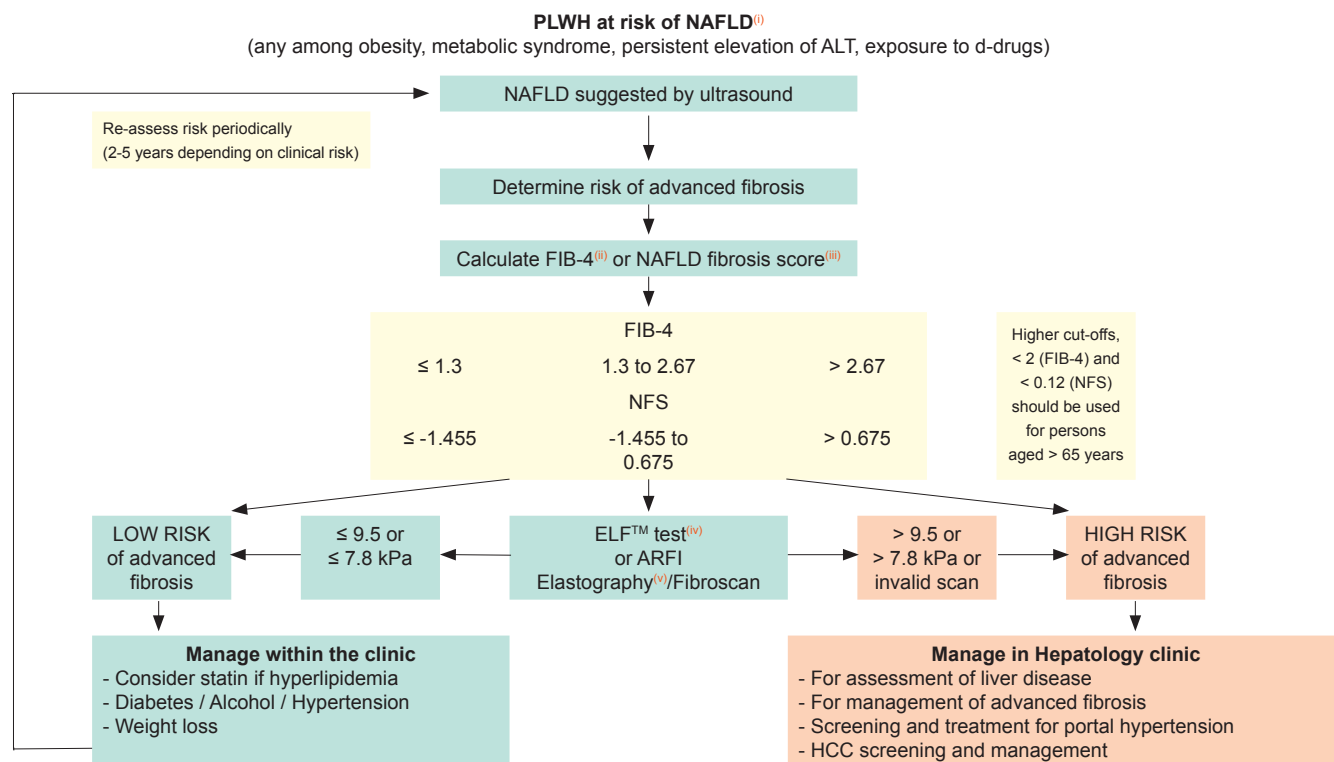 PLWH at risk of NAFLD(i)
(any among obesity, metabolic syndrome, persistent elevation of ALT, exposure to d-drugs)
NAFLD suggested by ultrasound
Re-assess risk periodically
(2-5 years depending on clinical risk)
Determine risk of advanced fibrosis
Calculate FIB-4(ii) or NAFLD fibrosis score(iii)
FIB-4
≤ 1.3 1.3 to 2.67 > 2.67
NFS
≤ -1.455 -1.455 to > 0.675
0.675
Higher cut-offs,
< 2 (FIB-4) and
< 0.12 (NFS)
should be used
for persons
aged > 65 years
LOW RISK
of advanced
fibrosis
≤ 9.5 or
≤ 7.8 kPa
ELF™ test(iv)
or ARFI
Elastography(v)/Fibroscan
> 9.5 or
> 7.8 kPa or
invalid scan
HIGH RISK
of advanced
fibrosis
Manage within the clinic
- Consider statin if hyperlipidemia
- Diabetes / Alcohol / Hypertension
- Weight loss
Manage in Hepatology clinic
- For assessment of liver disease
- For management of advanced fibrosis
- Screening and treatment for portal hypertension
- HCC screening and management